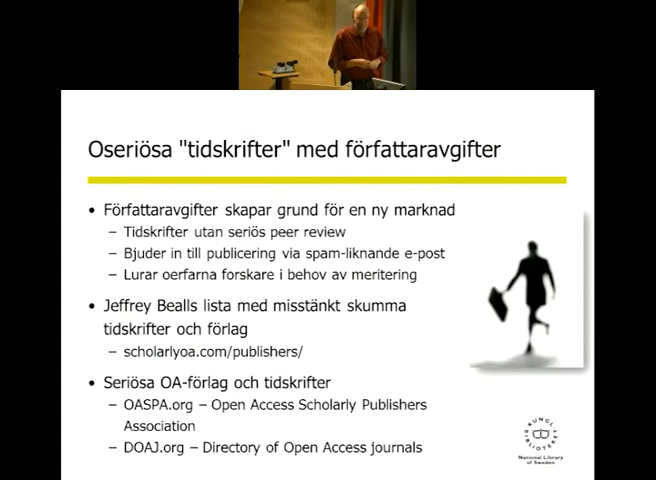 Oseriösa "tidskrifter" med författaravgifter
• Författaravgifter skapar grund för en ny marknad
– Tidskrifter utan seriös peer review
– Bjuder in till publicering via spam-liknande e-post
– Lurar oerfarna forskare i behov av meritering
• Jeffrey Bealls lista med misstänkt skumma
tidskrifter och förlag
– scholarlyoa.com/publishers/
• Seriösa OA-förlag och tidskrifter
– OASPA.org – Open Access Scholarly Publishers
Association
– DOAJ.org – Directory of Open Access journals
KUNGL.
BIBLIOTEKET
National Library
of Sweden